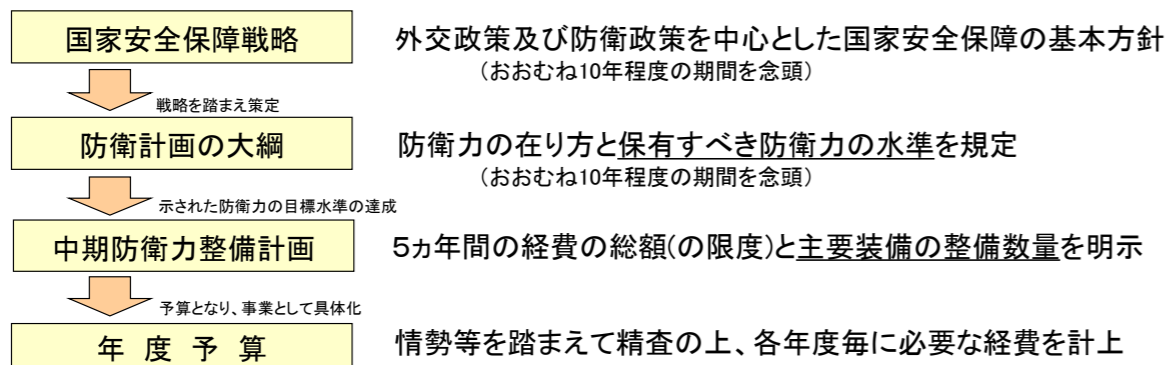 国家安全保障戦略
外交政策及び防衛政策を中心とした国家安全保障の基本方針
（おおむね10年程度の期間を念頭）
戦略を踏まえ策定
防衛計画の大綱
防衛力の在り方と保有すべき防衛力の水準を規定
（おおむね10年程度の期間を念頭）
示された防衛力の目標水準の達成
中期防衛力整備計画
５ヵ年間の経費の総額(の限度)と主要装備の整備数量を明示
予算となり、事業として具体化
年 度 予 算
情勢等を踏まえて精査の上、各年度毎に必要な経費を計上